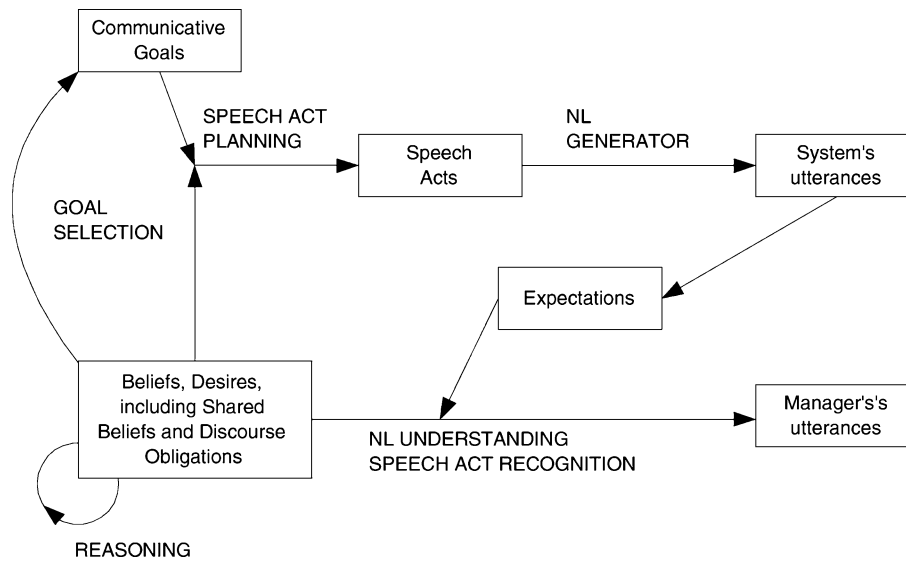 Communicative
Goals
SPEECH ACT
PLANNING
NL
GENERATOR
Speech
Acts
System's
utterances
GOAL
SELECTION
Expectations
Beliefs, Desires,
including Shared
Beliefs and Discourse
Obligations
Manager's's
utterances
NL UNDERSTANDING
SPEECH ACT RECOGNITION
REASONING